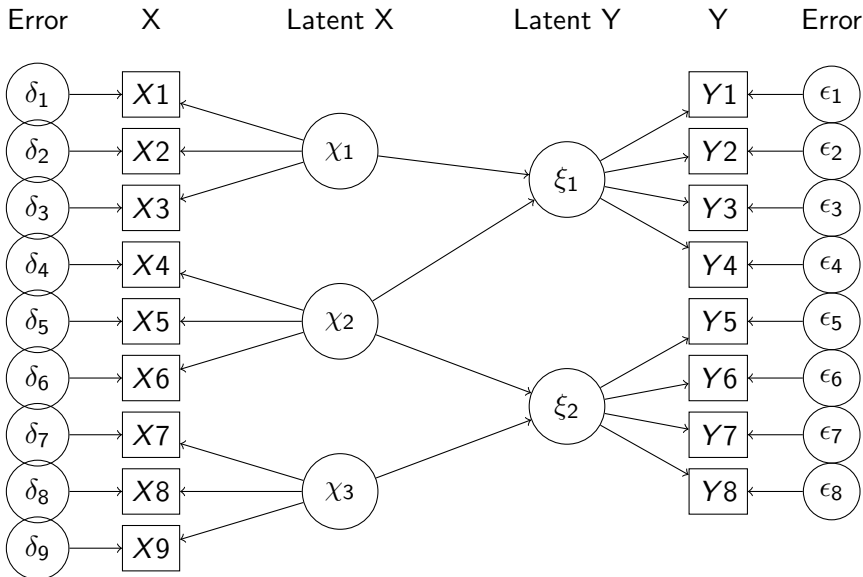 Error X Latent X Latent Y Y Error
δ1 X1 Y1 ϵ1
δ2 X2 χ1 Y2 ϵ2
ξ1
δ3 X3 Y3 ϵ3
δ4 X4 Y4 ϵ4
δ5 X5 χ2 Y5 ϵ5
δ6 X6 Y6 ϵ6
ξ2
δ7 X7 Y7 ϵ7
δ8 X8 χ3 Y8 ϵ8
δ9 X9